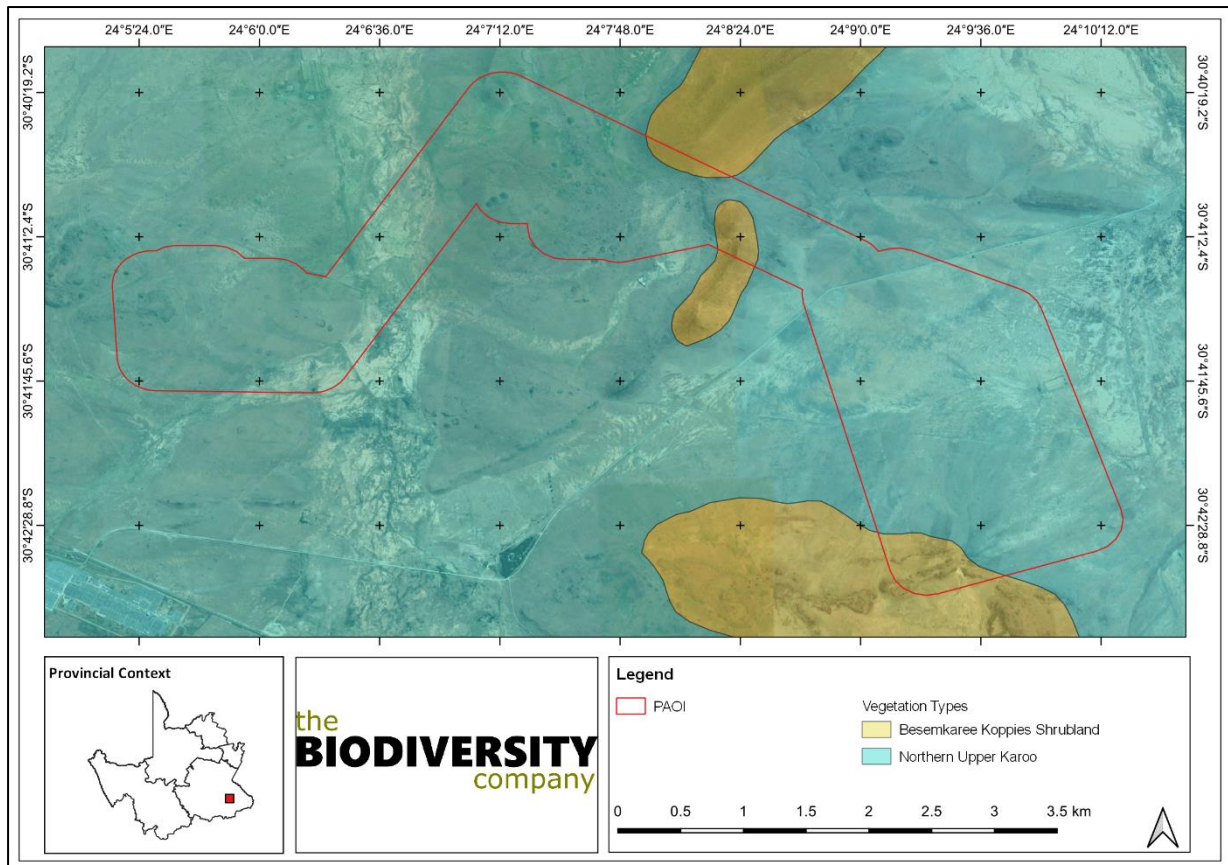 24°5'24.0"E 24°6'0.0"E 24°6'36.0"E 24°7'12.0"E 24°7'48.0"E 24°8'24.0"E 24°9'0.0"E 24°9'36.0"E 24°10'12.0"E
30°40'19.2"S 30°40'19.2"S
30°41'2.4"S 30°41'2.4"S
30°41'45.6"S 30°41'45.6"S
30°42'28.8"S 30°42'28.8"S
Provincial Context
the
BIODIVERSITY
company
Legend
PAOI
Vegetation Types
Besemkaree Koppies Shrubland
Northern Upper Karoo
0 0.5 1 1.5 2 2.5 3 3.5 km